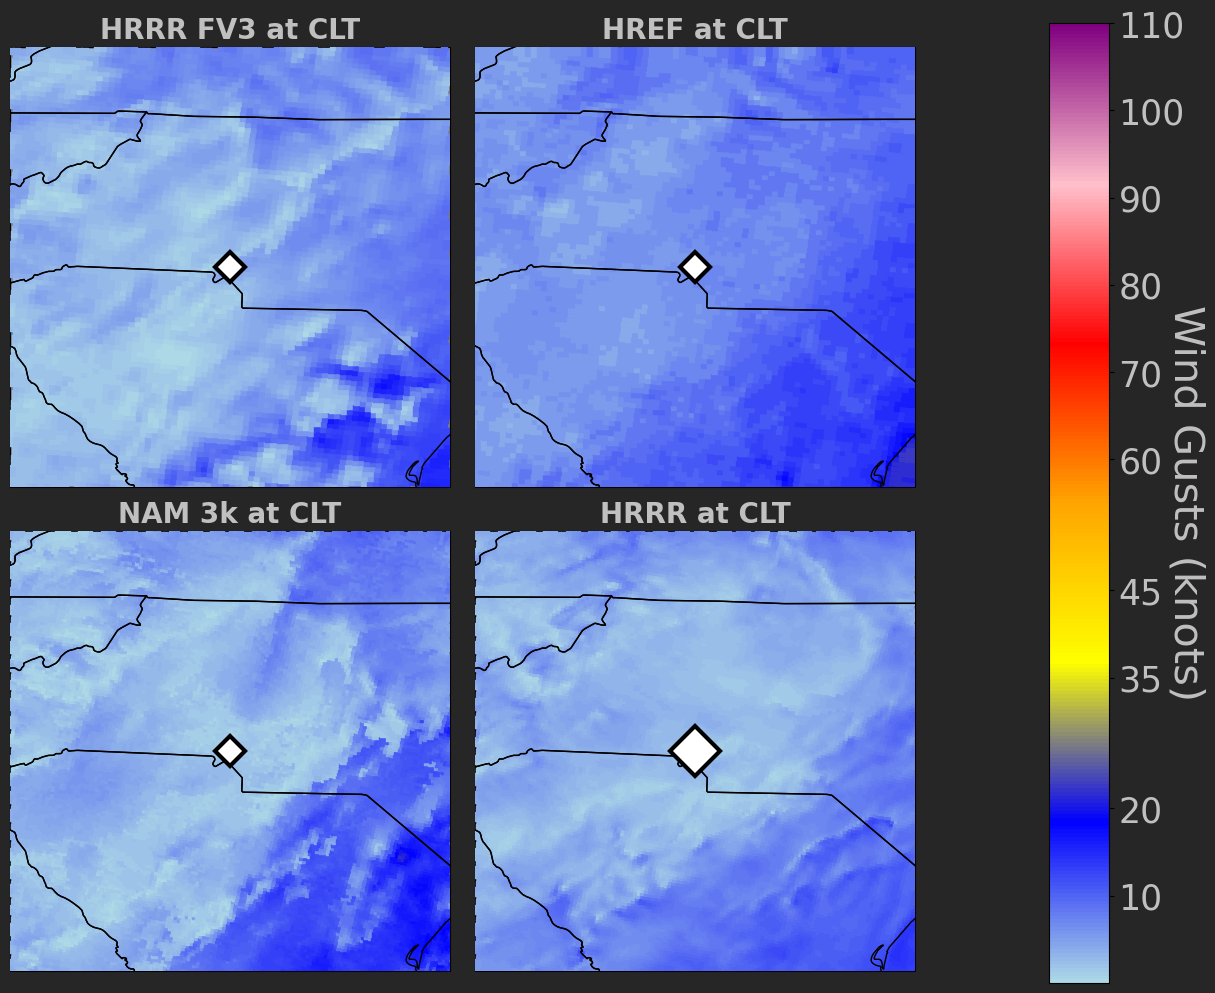 HRRR FV3 at CLT
HREF at CLT
NAM 3k at CLT
HRRR at CLT
110
100
90
80
70
60
45
35
20
10
Wind Gusts (knots)